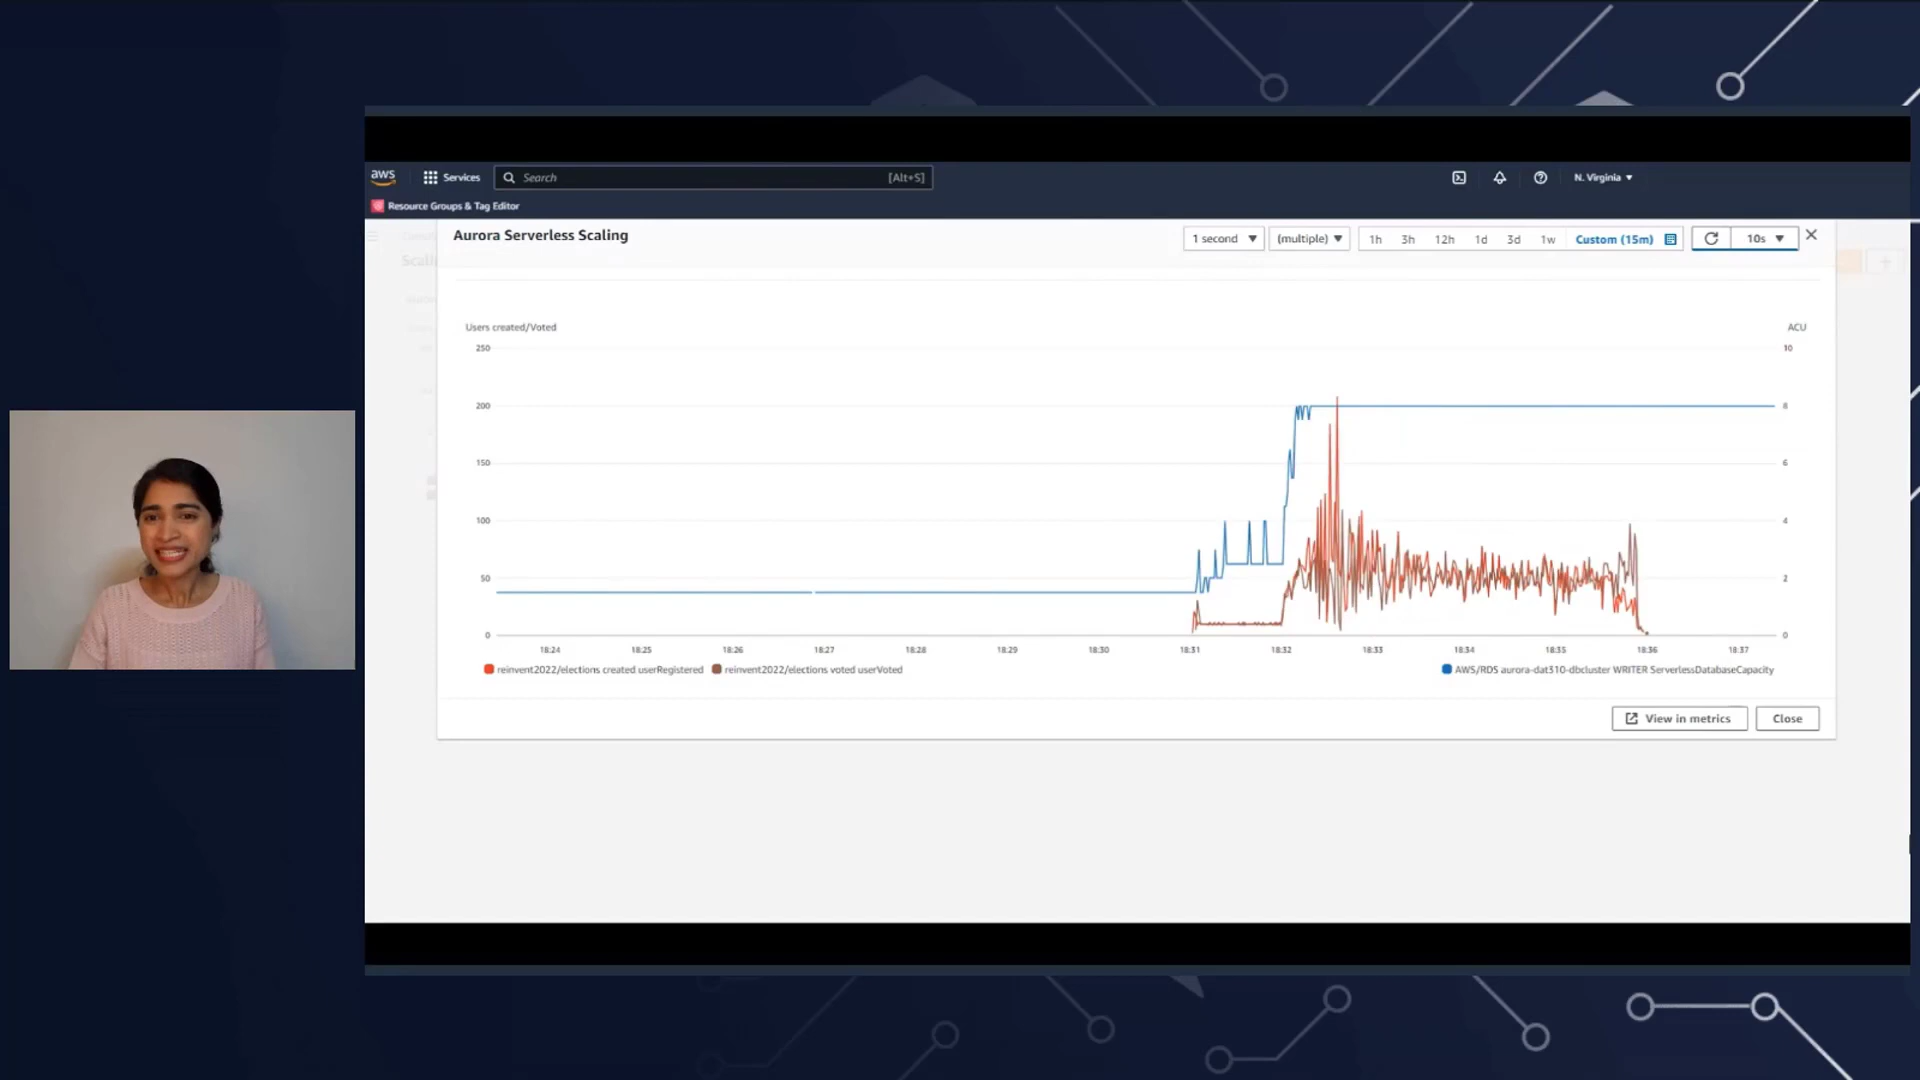 aws
Services
Search
[Alt+S]
N. Virginia
Resource Groups & Tag Editor
Aurora Serverless Scaling
1 second
(multiple)
1h 3h 12h 1d 3d 1w Custom (15m)
10s
Users created/Voted
ACU
250
10
200
8
150
6
100
4
50
2
0
0
18:24 18:25 18:26 18:27 18:28 18:29 18:30 18:31 18:32 18:33 18:34 18:35 18:36 18:37
reinvent2022/elections created userRegistered
reinvent2022/elections voted userVoted
AWS/RDS aurora-dat310-dbcluster WRITER ServerlessDatabaseCapacity
View in metrics
Close